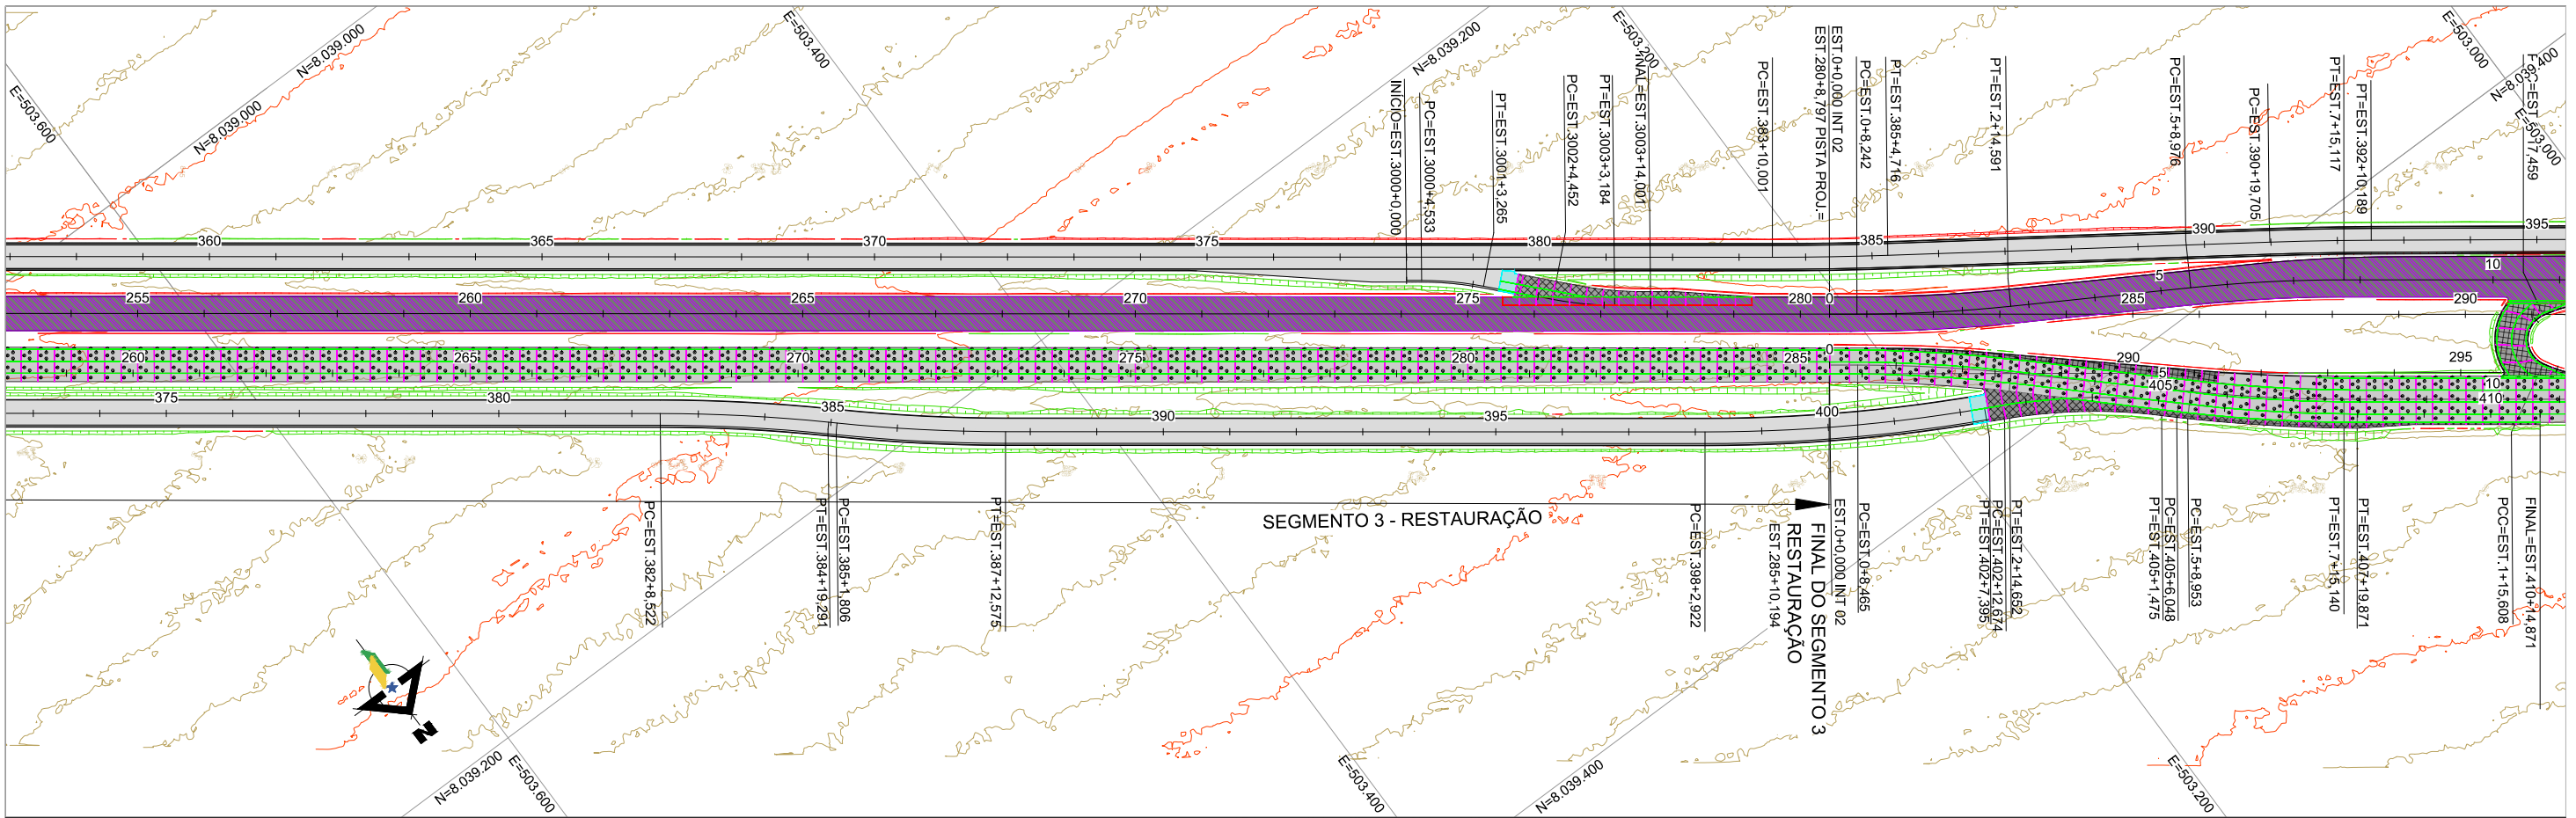 E=503.600
N=8.039.000
N=8.039.000
E=503.400
N=8.039.200
E=503.200
E=503.000
N=8.039.400
E=503.000
INICIO=EST.3000+0,000
PC=EST.3000+4,533
PT=EST.3001+3,265
PC=EST.3002+4,452
PT=EST.3003+3,184
FINAL=EST.3003+14,001
PC=EST.383+10,001
EST.280+8,797 PISTA PROJ.=
EST.0+0,000 INT 02
PC=EST.0+8,242
PT=EST.385+4,716
PT=EST.2+14,591
PC=EST.5+8,976
PC=EST.390+19,705
PT=EST.7+15,117
PT=EST.392+10,189
360
365
370
375
380
385
390
395
255
260
265
270
275
280
0
5
285
10
290
260
265
270
275
280
285
0
290
5
295
10
375
380
385
390
395
400
405
410
SEGMENTO 3 - RESTAURAÇÃO
FINAL DO SEGMENTO 3
RESTAURAÇÃO
PC=EST.382+8,522
PT=EST.384+19,291
PC=EST.385+1,806
PT=EST.387+12,575
PC=EST.398+2,922
EST.285+10,194
EST.0+0,000 INT 02
PC=EST.0+8,465
PT=EST.402+7,395
PC=EST.402+12,674
PT=EST.2+14,652
PT=EST.405+1,475
PC=EST.405+6,048
PC=EST.5+8,953
PT=EST.7+15,140
PT=EST.407+19,871
PCC=EST.1+15,608
FINAL=EST.410+14,871
N
N=8.039.200
E=503.600
E=503.400
N=8.039.400
E=503.200